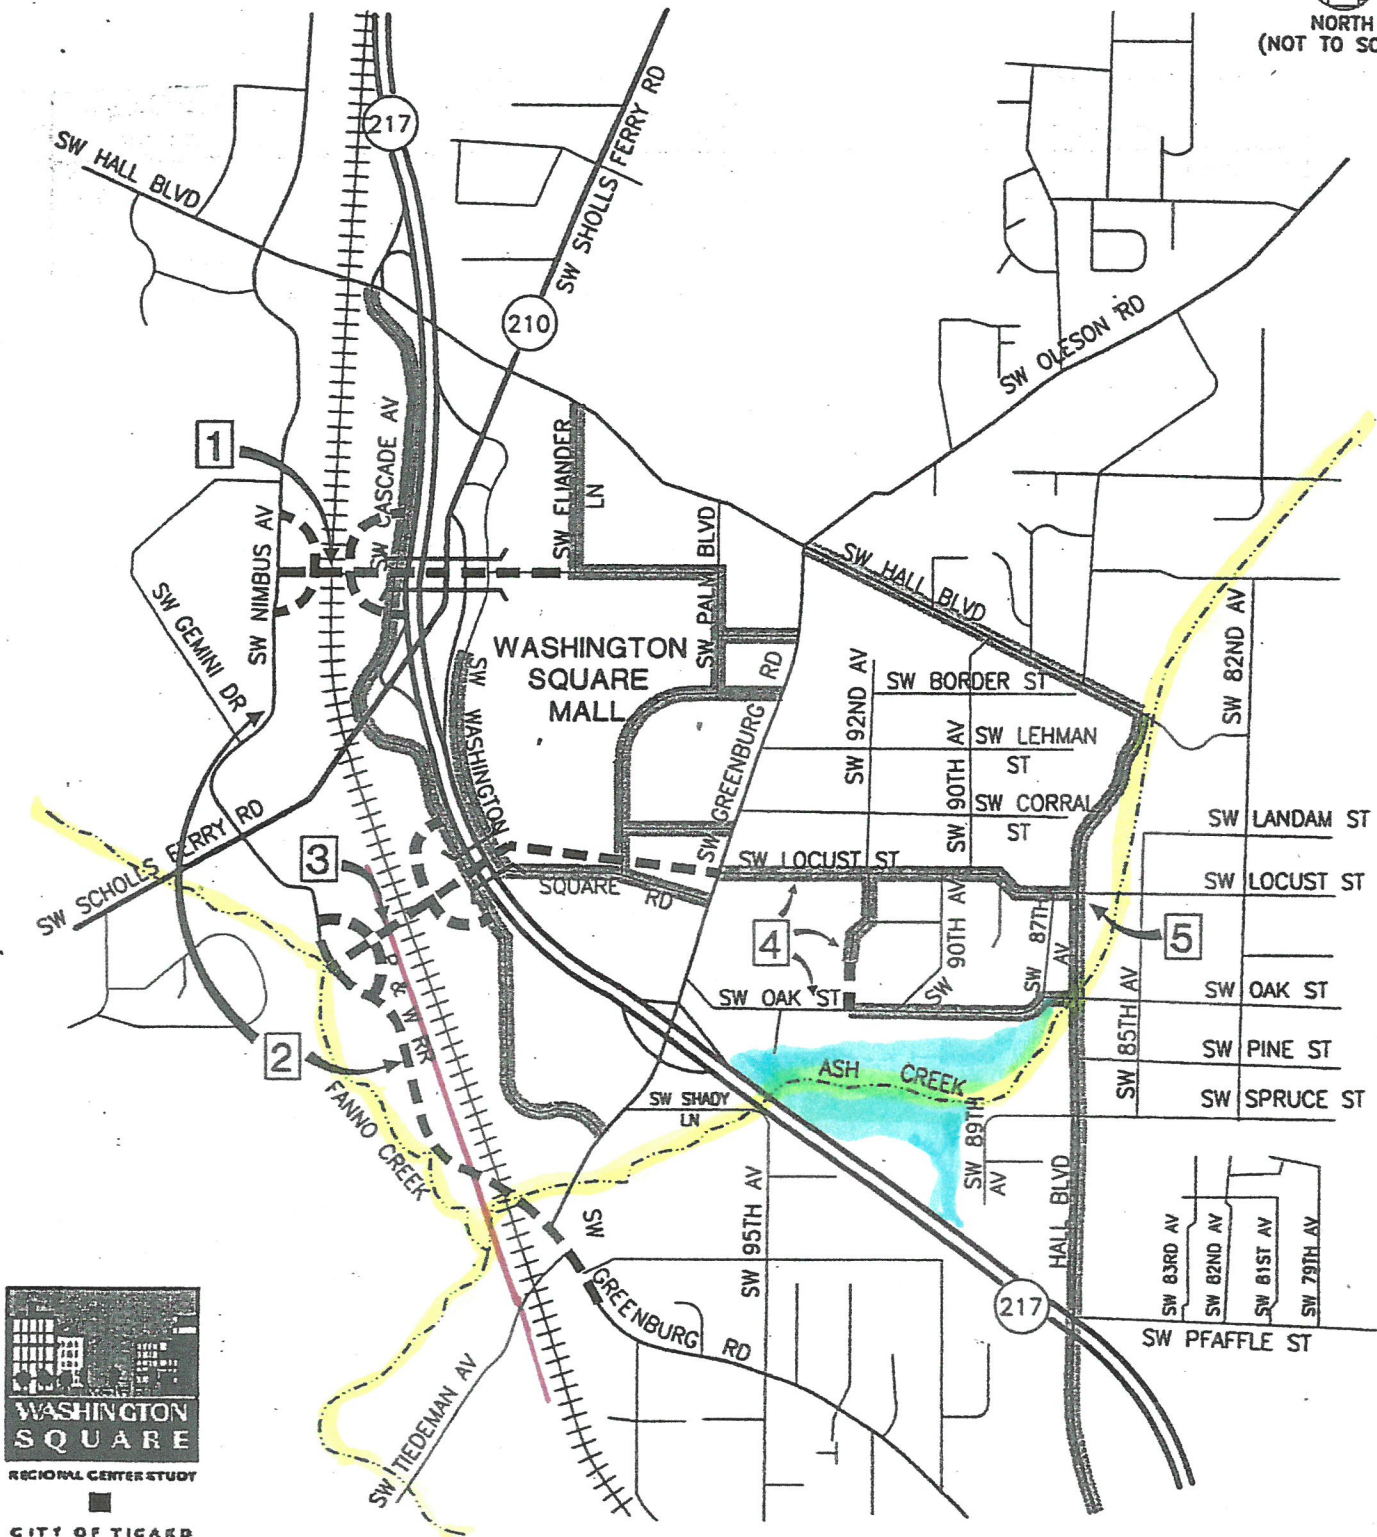 NORTH
(NOT TO SC
217
SW HALL BLVD
SW SHOLLS FERRY RD
210
SW OLESON RD
1
SW CASCADE AV
SW ELIANDER
LN
SW PALM BLVD
SW NIMBUS AV
SW GEMINI DR
SW HALL BLVD
WASHINGTON
SQUARE
MALL
SW WASHINGTON
SQUARE RD
SW GREENBURG RD
SW 92ND AV
SW BORDER ST
SW 90TH AV
SW LEHMAN
ST
SW CORRAL
ST
SW 82ND AV
SW LANDAM ST
SW LOCUST ST
SW LOCUST ST
SW SCHOLLS FERRY RD
3
4
5
SW 90TH AV
SW 87TH AV
SW OAK ST
SW OAK ST
SW 85TH AV
SW PINE ST
SW SPRUCE ST
2
P & W RR
FANNO CREEK
ASH CREEK
SW SHADY
LN
SW 89TH
AV
SW 95TH AV
HALL BLVD
SW
GREENBURG RD
SW TIEDEMAN AV
217
SW 83RD AV
SW 82ND AV
SW 81ST AV
SW 79TH AV
SW PFAFFLE ST
WASHINGTON
SQUARE
REGIONAL CENTER STUDY
CITY OF TIGARD